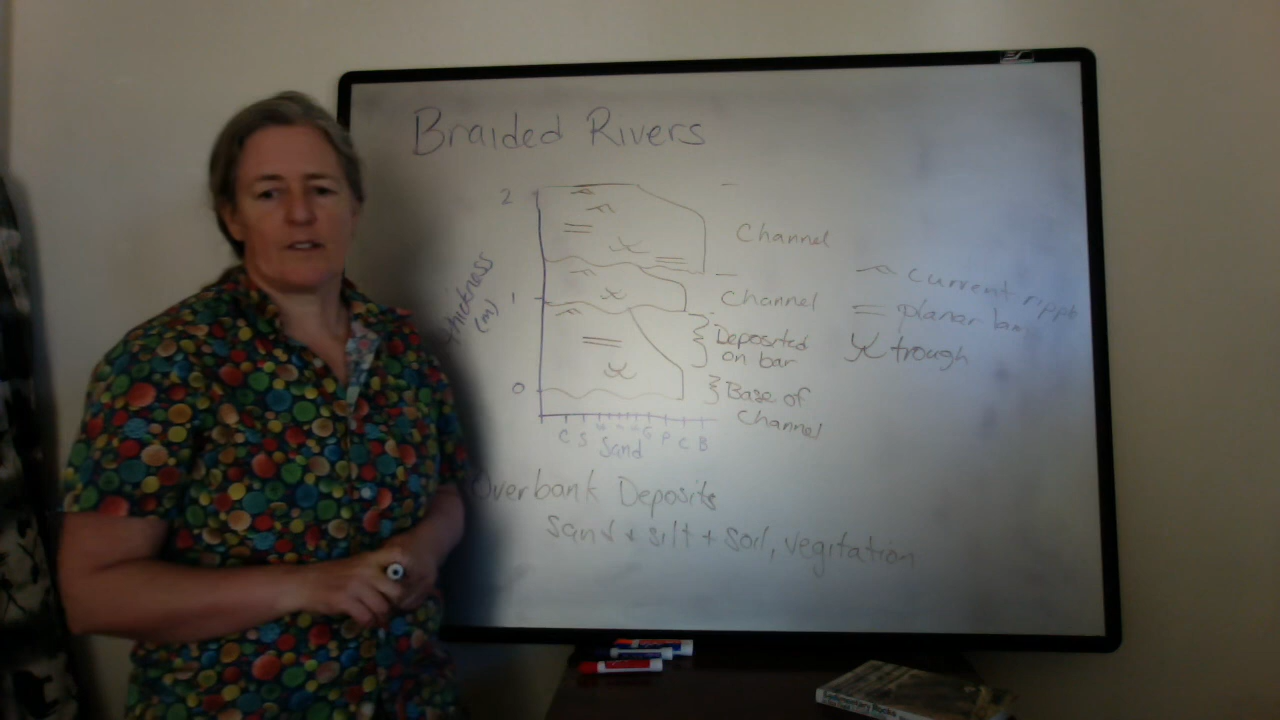 Braided Rivers
2
Channel
current rippl
thickness
(m)
1
Channel
= planar lam
Deposited
on bar
trough
0
Base of
Channel
C S G P C B
Sand
Overbank Deposits
sand + silt + soil, vegitation